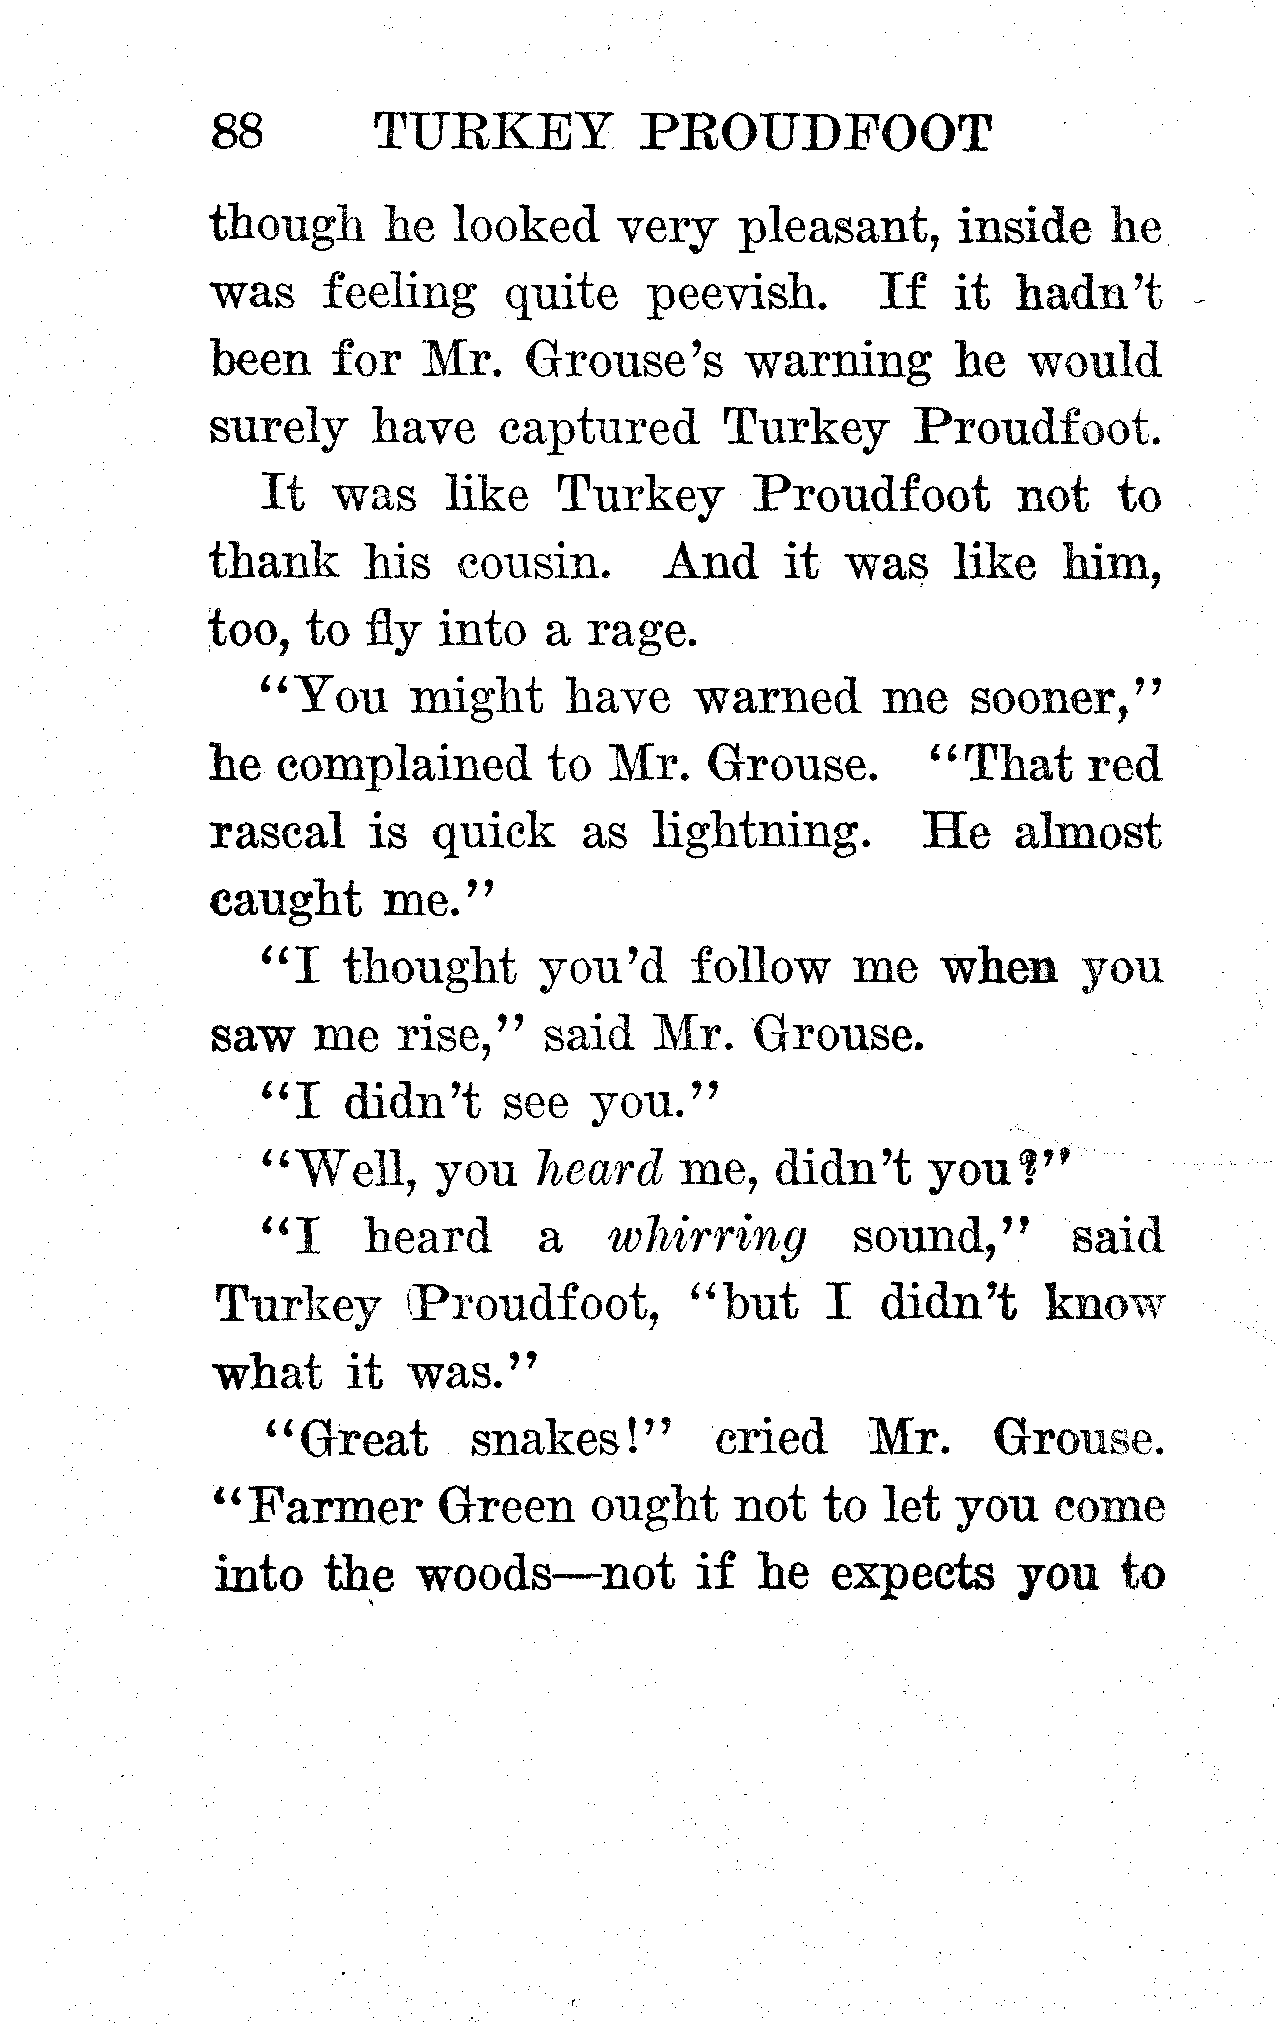 88 TURKEY PROUDFOOT
though he looked very pleasant, inside he
was feeling quite peevish. If it hadn't
been for Mr. Grouse's warning he would
surely have captured Turkey Proudfoot.
It was like Turkey Proudfoot not to
thank his cousin. And it was like him,
too, to fly into a rage.
"You might have warned me sooner,"
he complained to Mr. Grouse. "That red
rascal is quick as lightning. He almost
caught me."
"I thought you'd follow me when you
saw me rise," said Mr. Grouse.
"I didn't see you."
"Well, you heard me, didn't you?"
"I heard a whirring sound," said
Turkey Proudfoot, "but I didn't know
what it was."
"Great snakes!" cried Mr. Grouse.
"Farmer Green ought not to let you come
into the woods—not if he expects you to